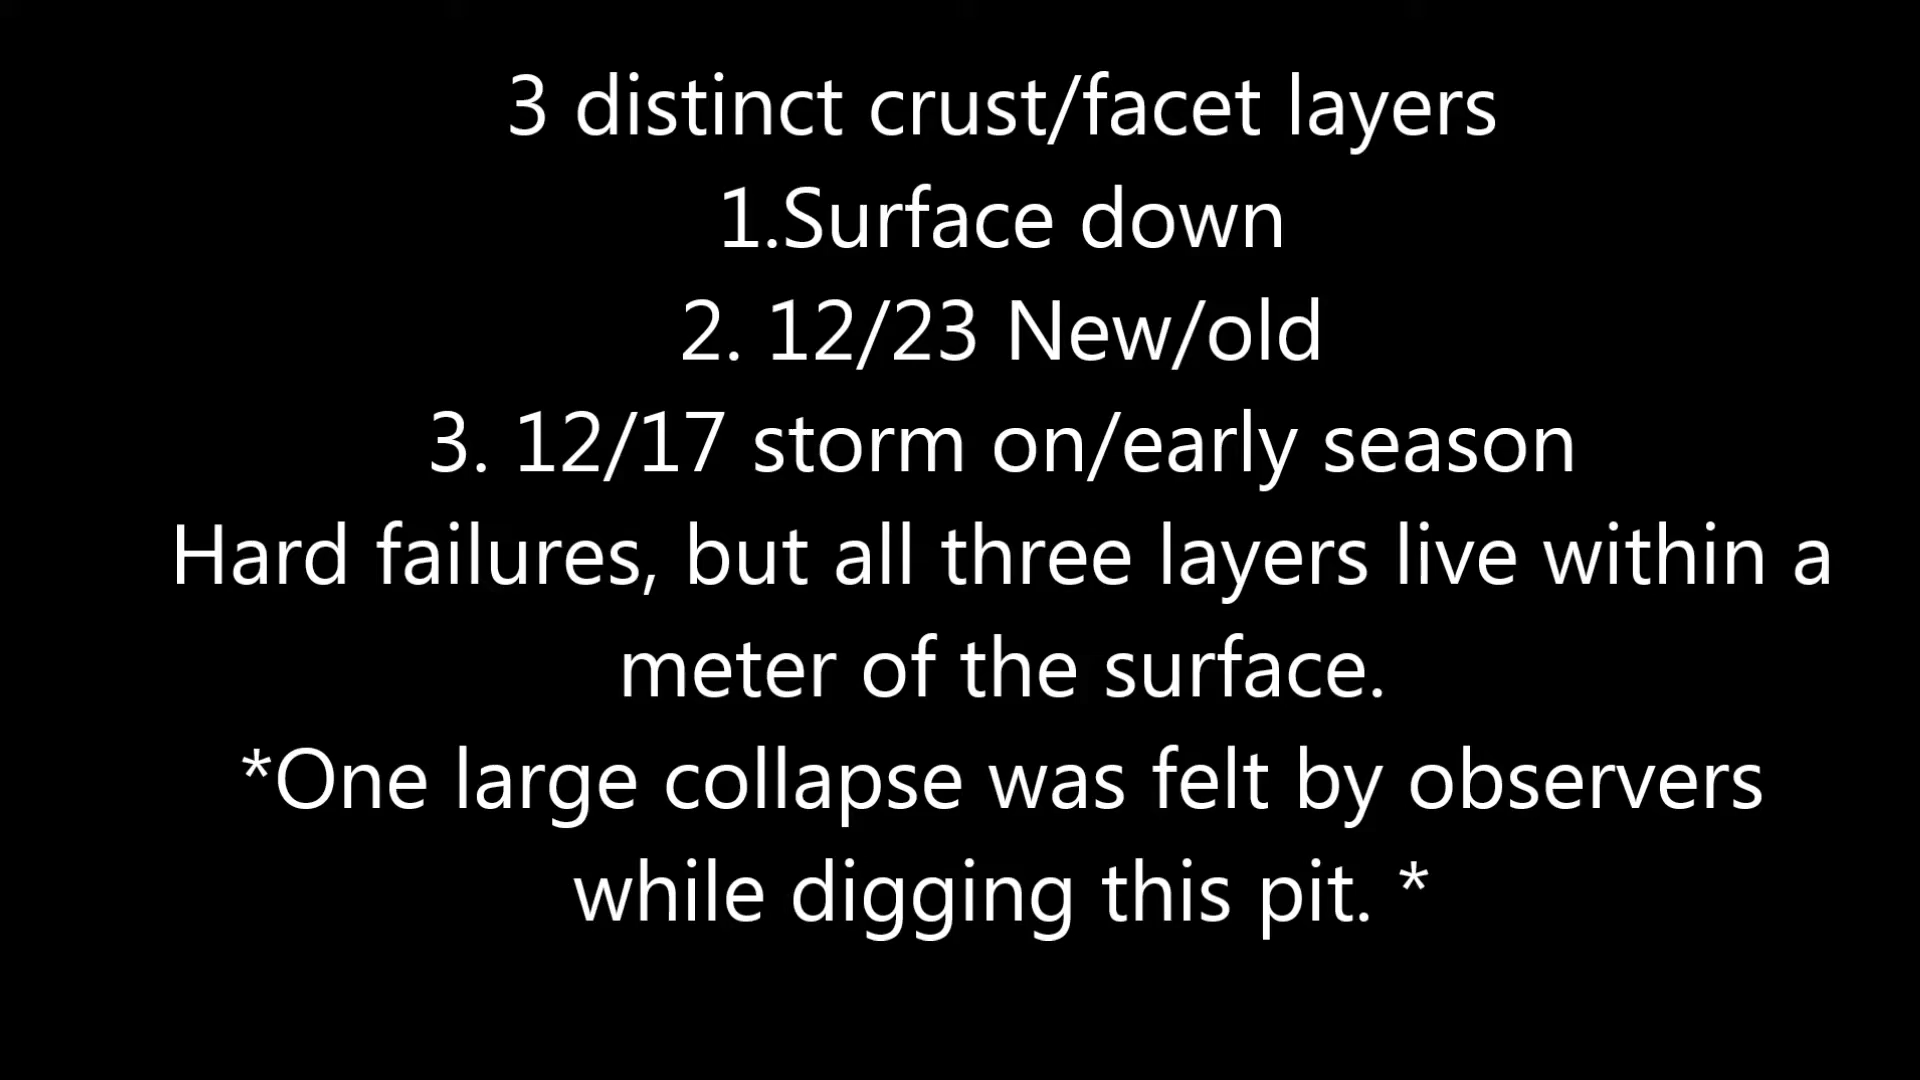 3 distinct crust/facet layers
1.Surface down
2. 12/23 New/old
3. 12/17 storm on/early season
Hard failures, but all three layers live within a
meter of the surface.
*One large collapse was felt by observers
while digging this pit. *